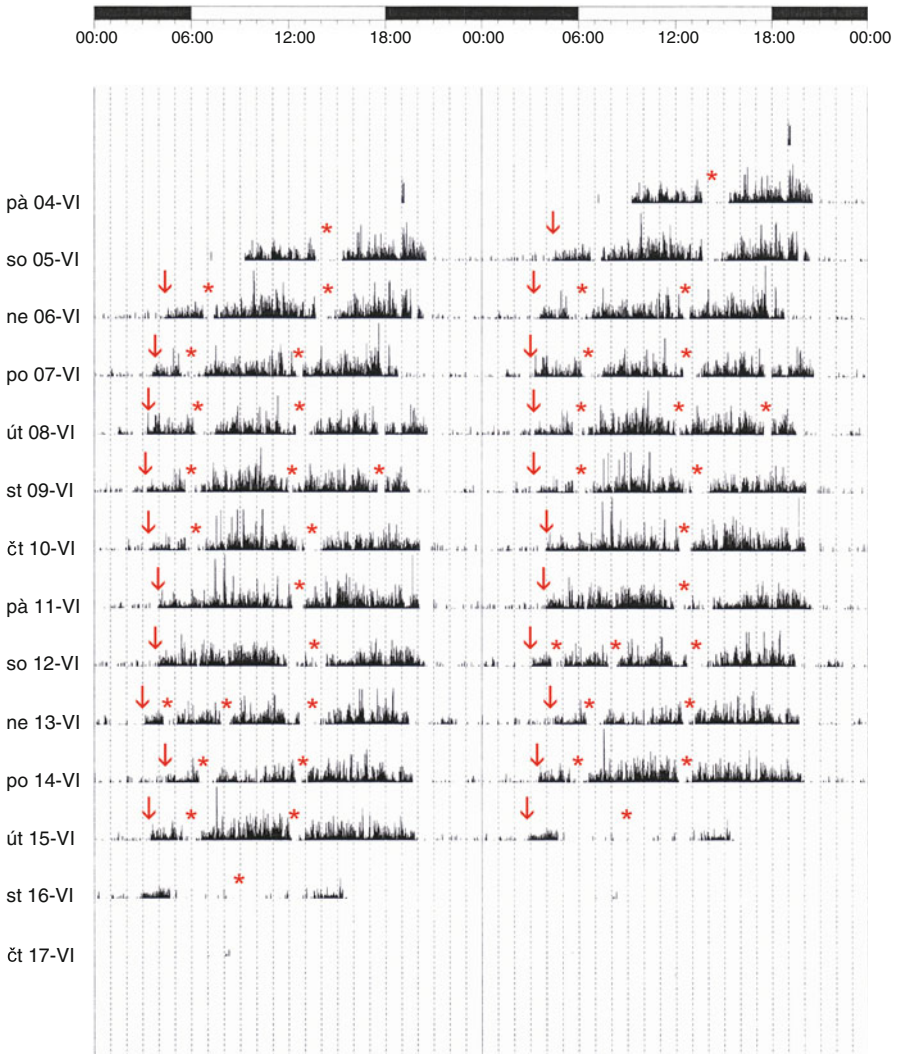 00:00 06:00 12:00 18:00 00:00 06:00 12:00 18:00 00:00
pà 04-VI
so 05-VI
ne 06-VI
po 07-VI
út 08-VI
st 09-VI
čt 10-VI
pà 11-VI
so 12-VI
ne 13-VI
po 14-VI
út 15-VI
st 16-VI
čt 17-VI